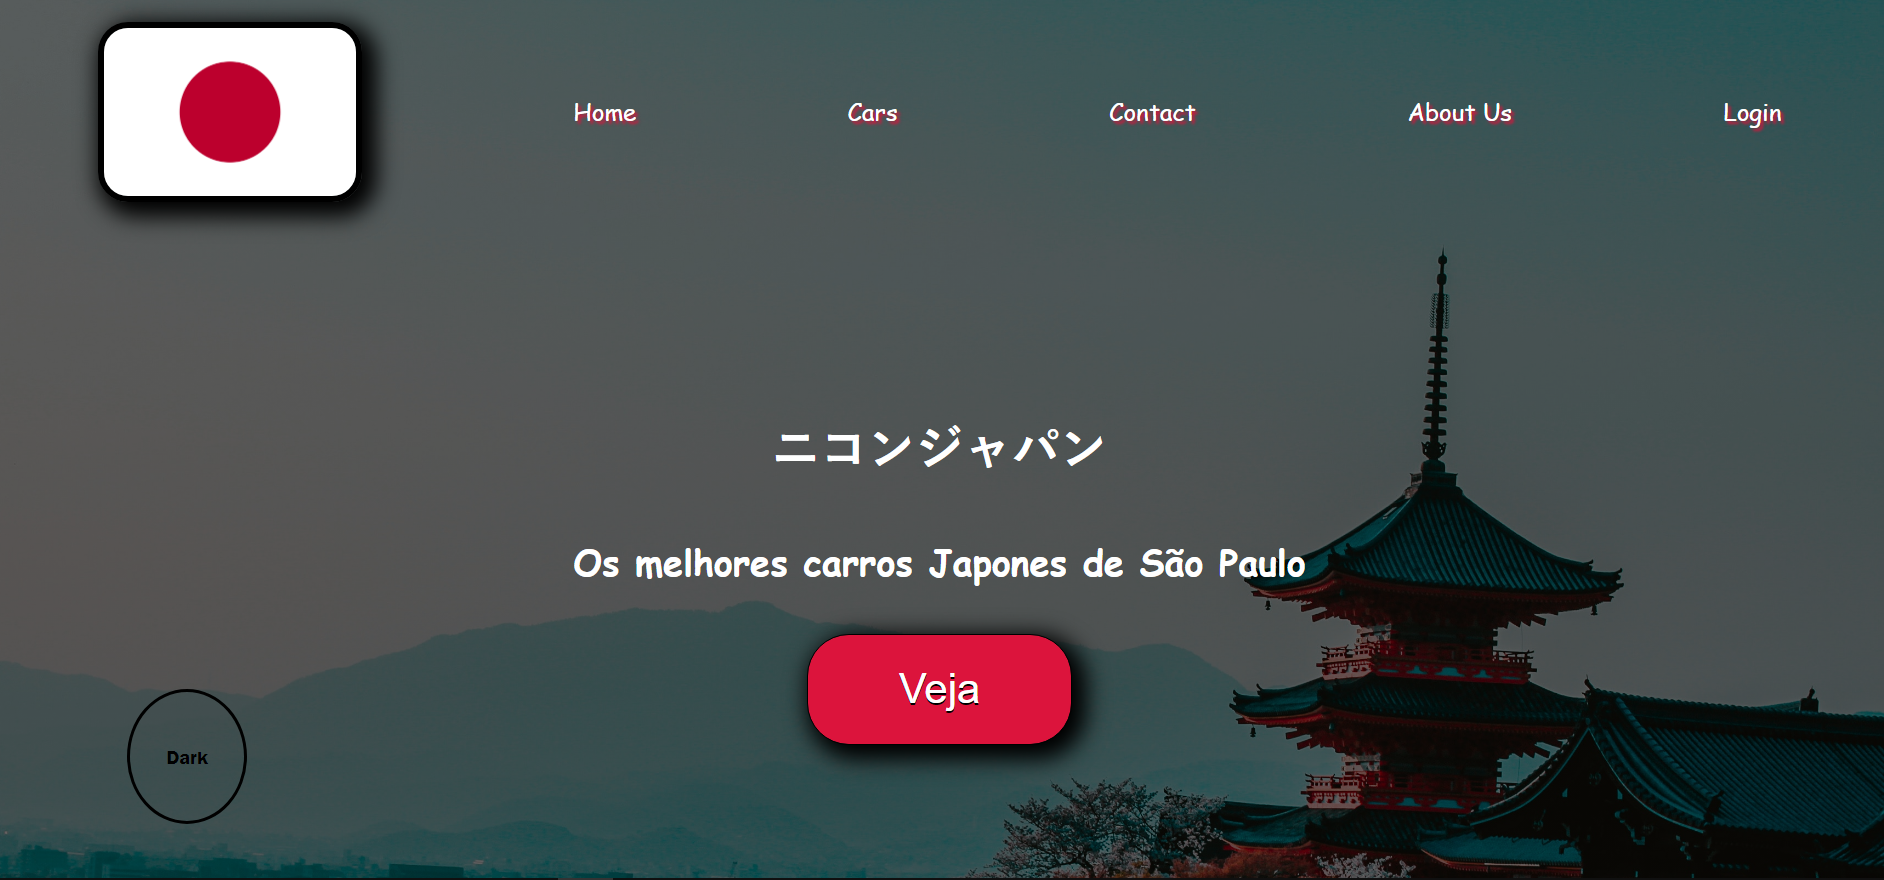 Home
Cars
Contact
About Us
Login
ニコンジャパン
Os melhores carros Japones de São Paulo
Veja
Dark